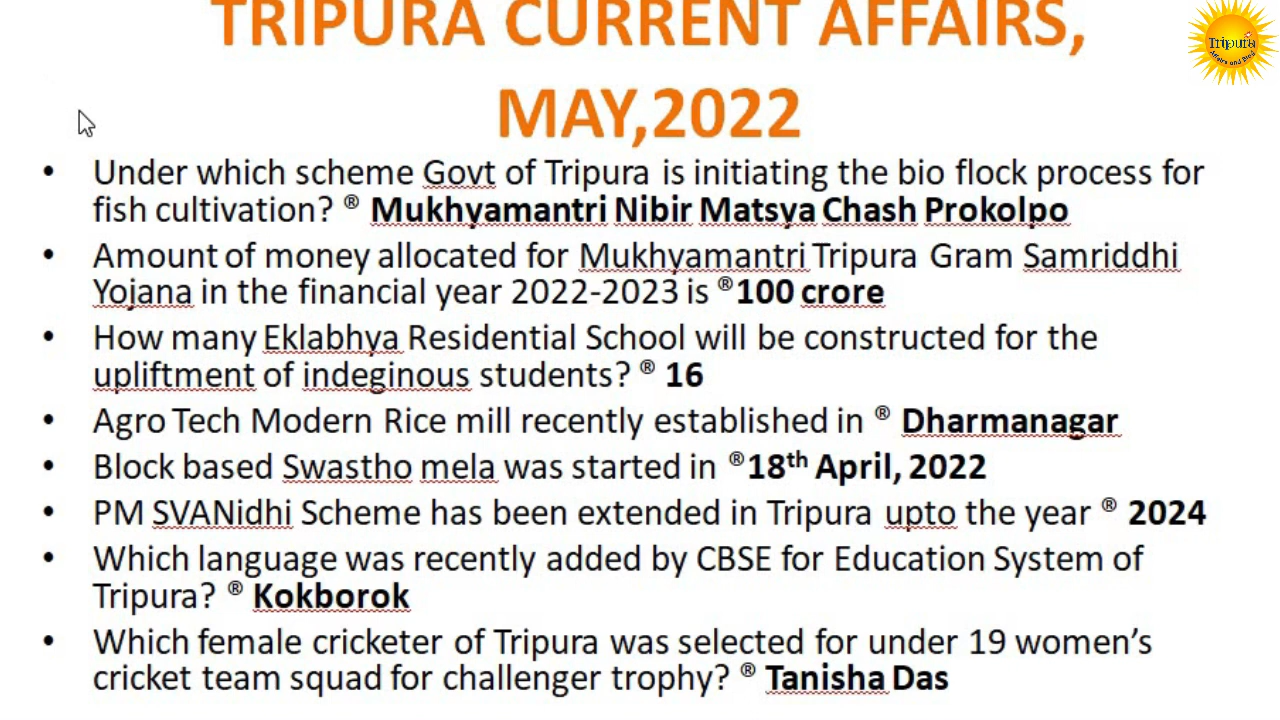 TRIPURA CURRENT AFFAIRS,
MAY,2022
Tripura
Affairs and Blog
• Under which scheme Govt of Tripura is initiating the bio flock process for
fish cultivation? ® Mukhyamantri Nibir Matsya Chash Prokolpo
• Amount of money allocated for Mukhyamantri Tripura Gram Samriddhi
Yojana in the financial year 2022-2023 is ®100 crore
• How many Eklabhya Residential School will be constructed for the
upliftment of indeginous students? ® 16
• Agro Tech Modern Rice mill recently established in ® Dharmanagar
• Block based Swastho mela was started in ®18th April, 2022
• PM SVANidhi Scheme has been extended in Tripura upto the year ® 2024
• Which language was recently added by CBSE for Education System of
Tripura? ® Kokborok
• Which female cricketer of Tripura was selected for under 19 women’s
cricket team squad for challenger trophy? ® Tanisha Das